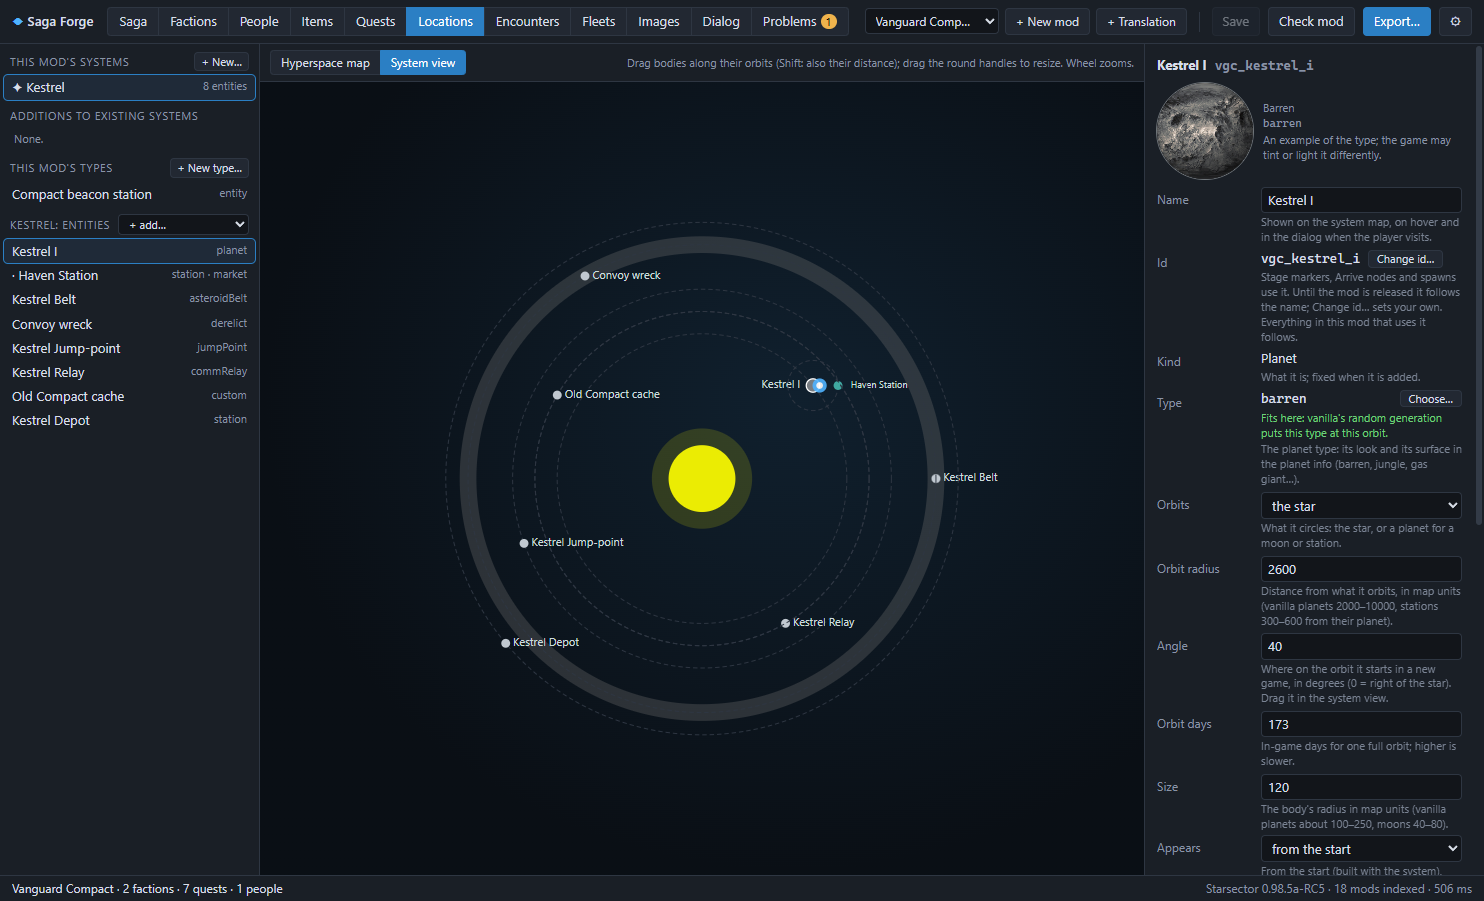 Saga Forge
Saga
Factions
People
Items
Quests
Locations
Encounters
Fleets
Images
Dialog
Problems 1
Vanguard Comp...
+ New mod
+ Translation
Save
Check mod
Export...
THIS MOD'S SYSTEMS
+ New...
Kestrel
8 entities
ADDITIONS TO EXISTING SYSTEMS
None.
THIS MOD'S TYPES
+ New type...
Compact beacon station
entity
KESTREL: ENTITIES
+ add...
Kestrel I
planet
· Haven Station
station · market
Kestrel Belt
asteroidBelt
Convoy wreck
derelict
Kestrel Jump-point
jumpPoint
Kestrel Relay
commRelay
Old Compact cache
custom
Kestrel Depot
station
Hyperspace map
System view
Drag bodies along their orbits (Shift: also their distance); drag the round handles to resize. Wheel zooms.
Convoy wreck
Kestrel I
Haven Station
Old Compact cache
Kestrel Belt
Kestrel Jump-point
Kestrel Relay
Kestrel Depot
Kestrel I vgc_kestrel_i
Barren
barren
An example of the type; the game may
tint or light it differently.
Name
Kestrel I
Shown on the system map, on hover and
in the dialog when the player visits.
Id
vgc_kestrel_i
Change id...
Stage markers, Arrive nodes and spawns
use it. Until the mod is released it follows
the name; Change id... sets your own.
Everything in this mod that uses it
follows.
Kind
Planet
What it is; fixed when it is added.
Type
barren
Choose...
Fits here: vanilla's random generation
puts this type at this orbit.
The planet type: its look and its surface in
the planet info (barren, jungle, gas
giant...).
Orbits
the star
What it circles: the star, or a planet for a
moon or station.
Orbit radius
2600
Distance from what it orbits, in map units
(vanilla planets 2000–10000, stations
300–600 from their planet).
Angle
40
Where on the orbit it starts in a new
game, in degrees (0 = right of the star).
Drag it in the system view.
Orbit days
173
In-game days for one full orbit; higher is
slower.
Size
120
The body's radius in map units (vanilla
planets about 100–250, moons 40–80).
Appears
from the start
From the start (built with the system),
Vanguard Compact · 2 factions · 7 quests · 1 people
Starsector 0.98.5a-RC5 · 18 mods indexed · 506 ms